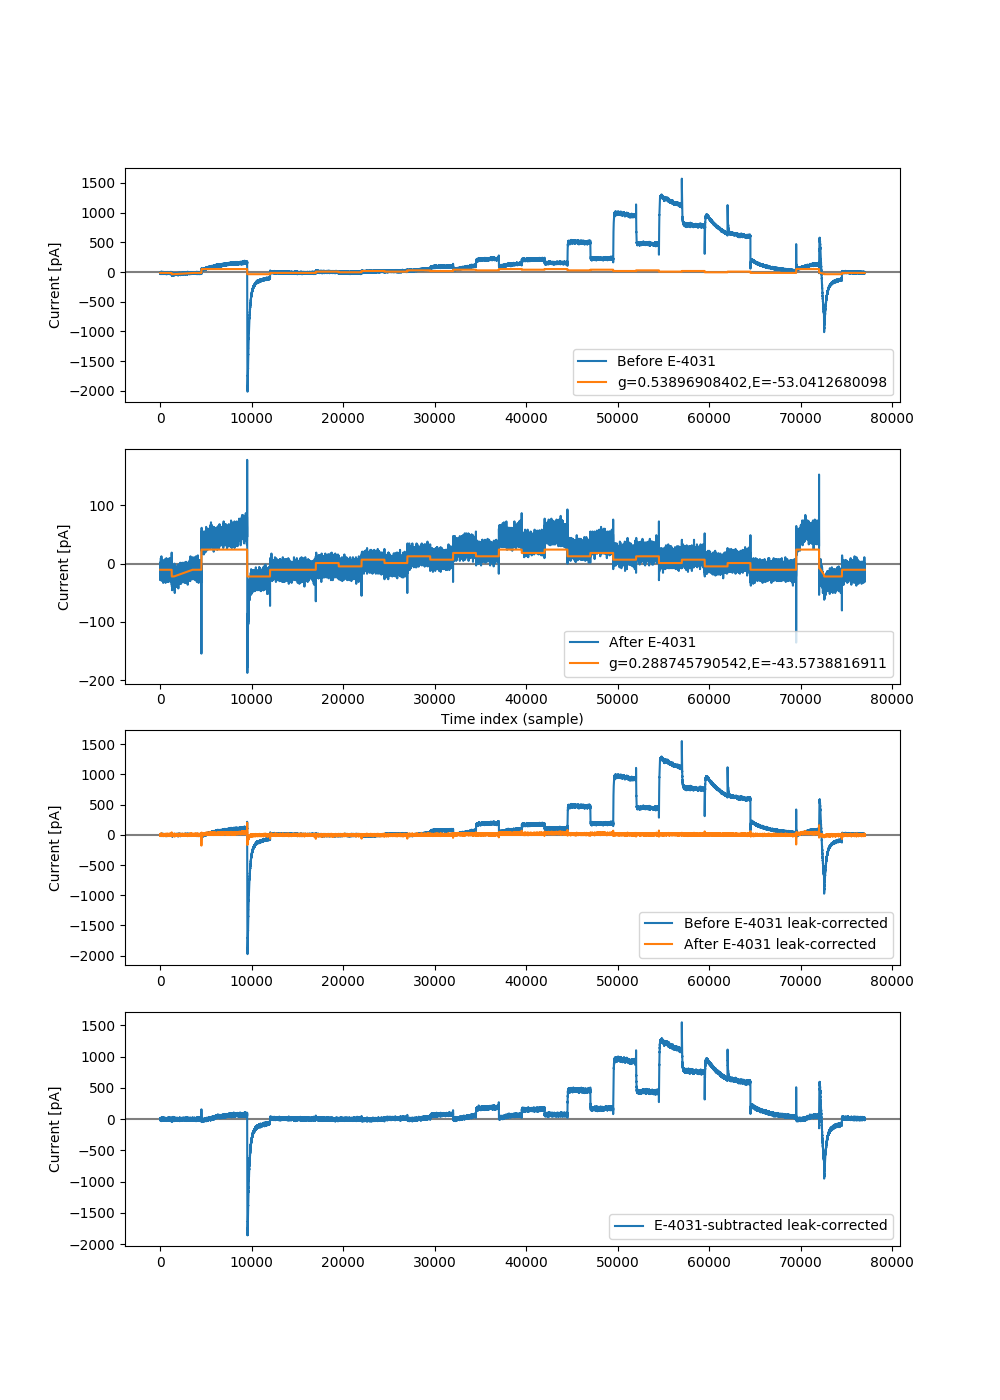 1500
1000
500
0
−500
−1000
−1500
−2000
Current [pA]
Before E-4031
g=0.53896908402,E=-53.0412680098
0 10000 20000 30000 40000 50000 60000 70000 80000
100
0
−100
−200
Current [pA]
After E-4031
g=0.288745790542,E=-43.5738816911
0 10000 20000 30000 40000 50000 60000 70000 80000
Time index (sample)
1500
1000
500
0
−500
−1000
−1500
−2000
Current [pA]
Before E-4031 leak-corrected
After E-4031 leak-corrected
0 10000 20000 30000 40000 50000 60000 70000 80000
1500
1000
500
0
−500
−1000
−1500
−2000
Current [pA]
E-4031-subtracted leak-corrected
0 10000 20000 30000 40000 50000 60000 70000 80000